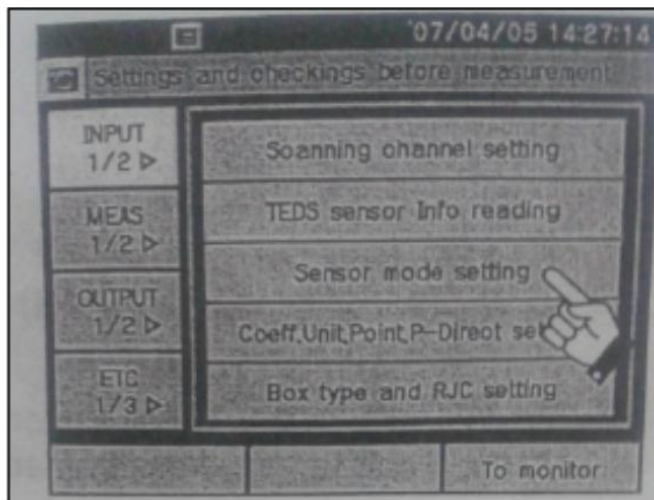 '07/04/05 14:27:14
Settings and checkings before measurement
INPUT
1/2 ▷
Scanning channel setting
TEDS sensor Info reading
MEAS
1/2 ▷
Sensor mode setting
OUTPUT
1/2 ▷
Coeff,Unit,Point,P-Direct se
ETC
1/3 ▷
Box type and RJC setting
To monitor